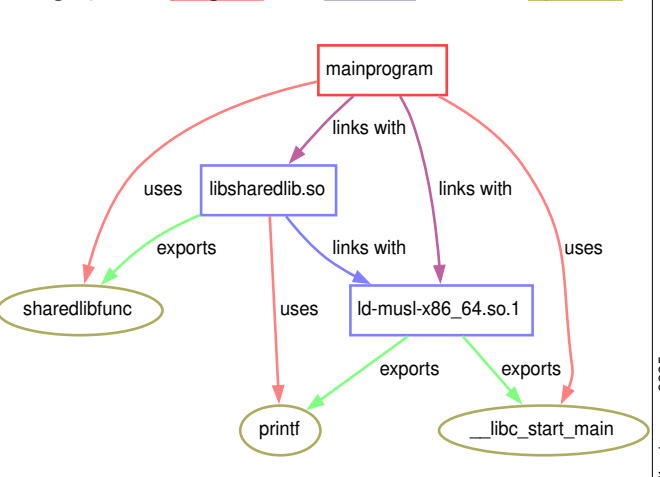 mainprogram
links with
uses
libsharedlib.so
links with
exports
links with
uses
sharedlibfunc
uses
ld-musl-x86_64.so.1
exports
exports
printf
__libc_start_main